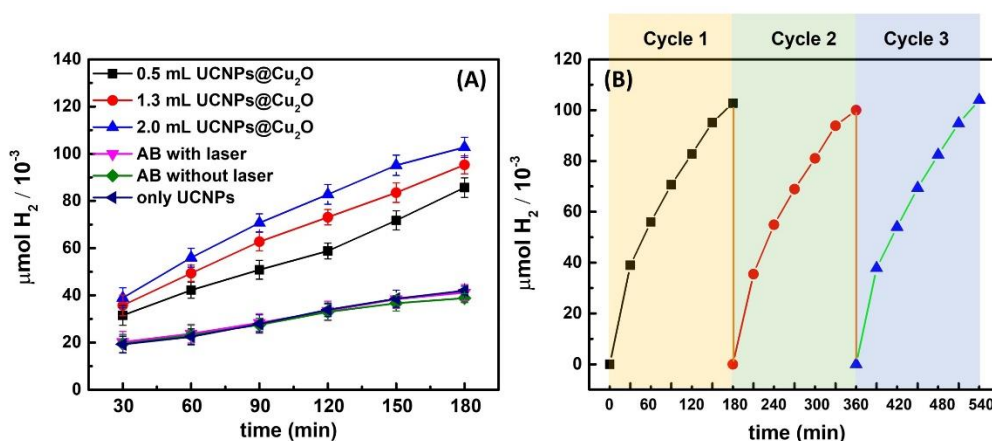 Cycle 1 Cycle 2 Cycle 3
(A)
0.5 mL UCNPs@Cu₂O
1.3 mL UCNPs@Cu₂O
2.0 mL UCNPs@Cu₂O
AB with laser
AB without laser
only UCNPs
μmol H₂ / 10⁻³
140
120
100
80
60
40
20
0
30 60 90 120 150 180
time (min)
(B)
μmol H₂ / 10⁻³
120
100
80
60
40
20
0
0 60 120 180 240 300 360 420 480 540
time (min)